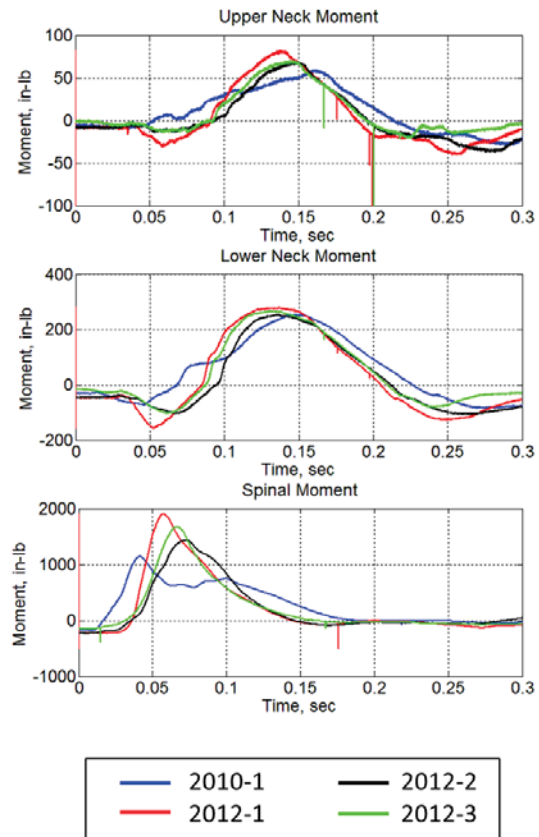 Upper Neck Moment
Moment, in-lb
100
50
0
-50
-100
0 0.05 0.1 0.15 0.2 0.25 0.3
Time, sec
Lower Neck Moment
Moment, in-lb
400
200
0
-200
0 0.05 0.1 0.15 0.2 0.25 0.3
Time, sec
Spinal Moment
Moment, in-lb
2000
1000
0
-1000
0 0.05 0.1 0.15 0.2 0.25 0.3
Time, sec
2010-1 2012-2
2012-1 2012-3